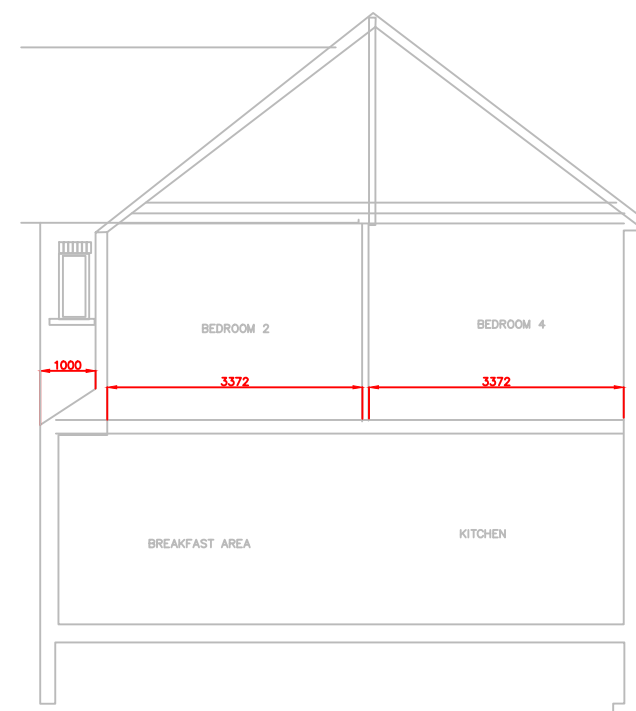 BEDROOM 2
BEDROOM 4
1000
3372
3372
BREAKFAST AREA
KITCHEN